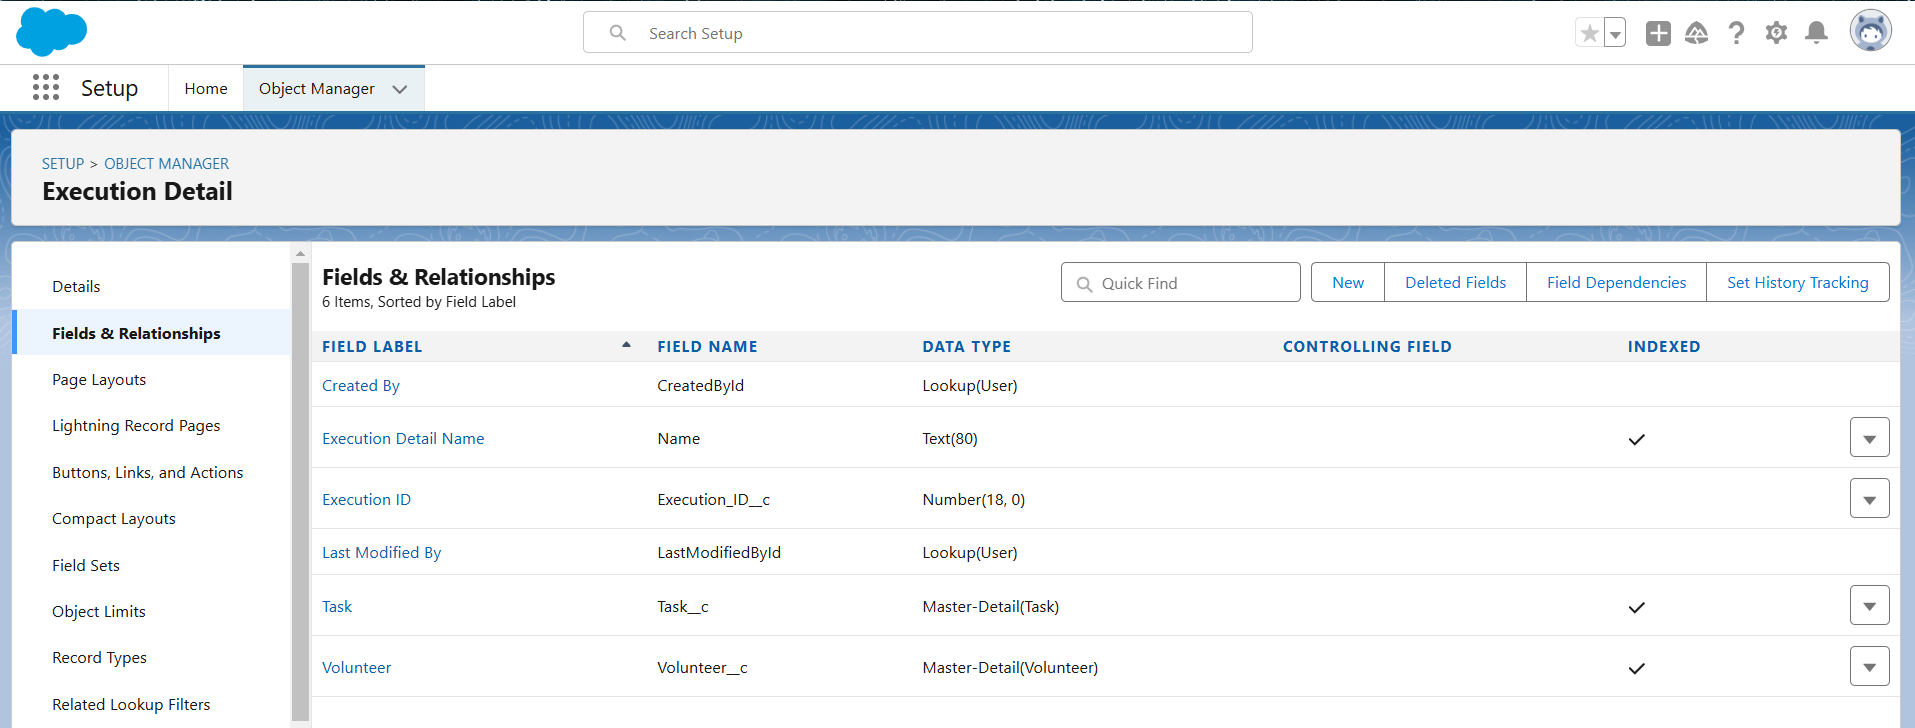 Search Setup
Setup
Home
Object Manager
SETUP > OBJECT MANAGER
Execution Detail
Details
Fields & Relationships
Page Layouts
Lightning Record Pages
Buttons, Links, and Actions
Compact Layouts
Field Sets
Object Limits
Record Types
Related Lookup Filters
Fields & Relationships
6 Items, Sorted by Field Label
Quick Find
New
Deleted Fields
Field Dependencies
Set History Tracking
FIELD LABEL FIELD NAME DATA TYPE CONTROLLING FIELD INDEXED
Created By CreatedById Lookup(User)
Execution Detail Name Name Text(80)
Execution ID Execution_ID__c Number(18, 0)
Last Modified By LastModifiedById Lookup(User)
Task Task__c Master-Detail(Task)
Volunteer Volunteer__c Master-Detail(Volunteer)